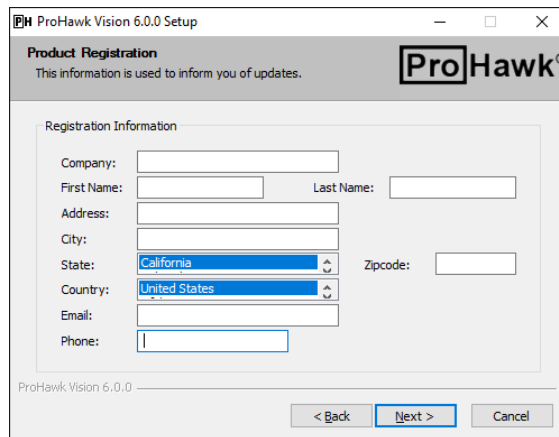 PH ProHawk Vision 6.0.0 Setup
Product Registration
This information is used to inform you of updates.
ProHawk®
Registration Information
Company:
First Name: Last Name:
Address:
City:
State: California Zipcode:
Country: United States
Email:
Phone:
ProHawk Vision 6.0.0
< Back Next > Cancel